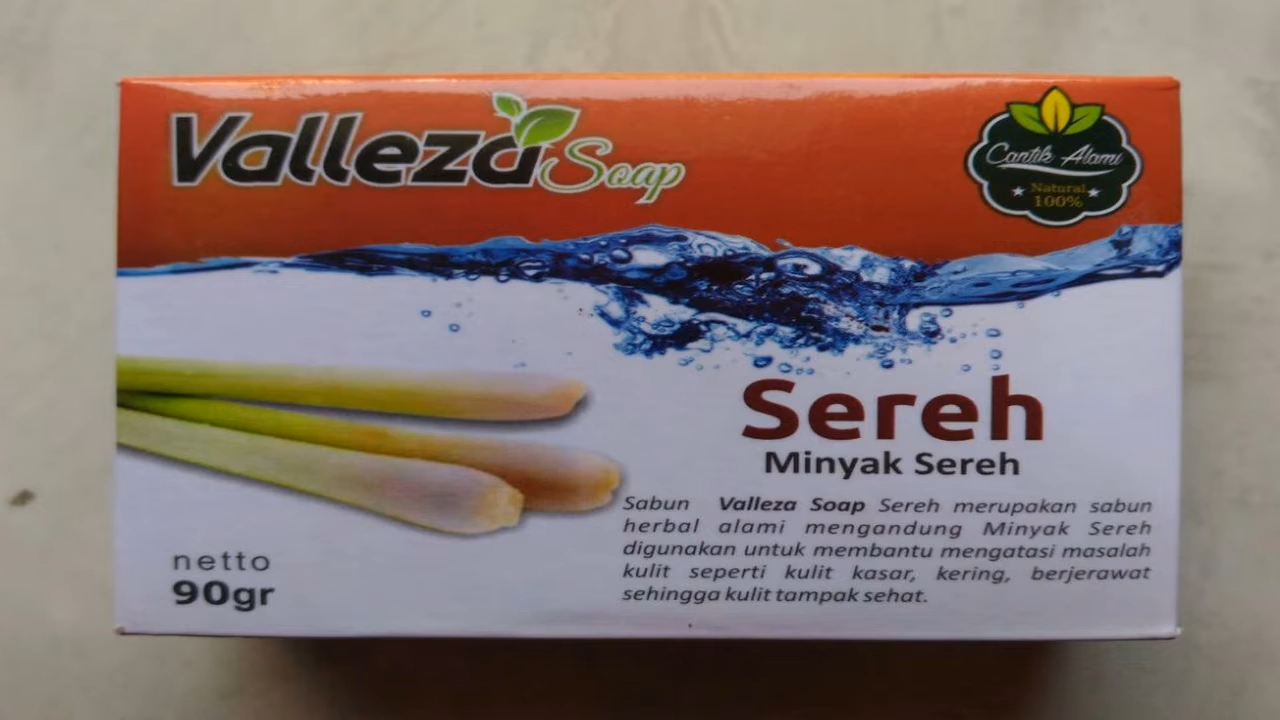 Valleza Soap
Cantik Alami
Natural
100%
Sereh
Minyak Sereh
Sabun Valleza Soap Sereh merupakan sabun
herbal alami mengandung Minyak Sereh
digunakan untuk membantu mengatasi masalah
kulit seperti kulit kasar, kering, berjerawat
sehingga kulit tampak sehat.
netto
90gr